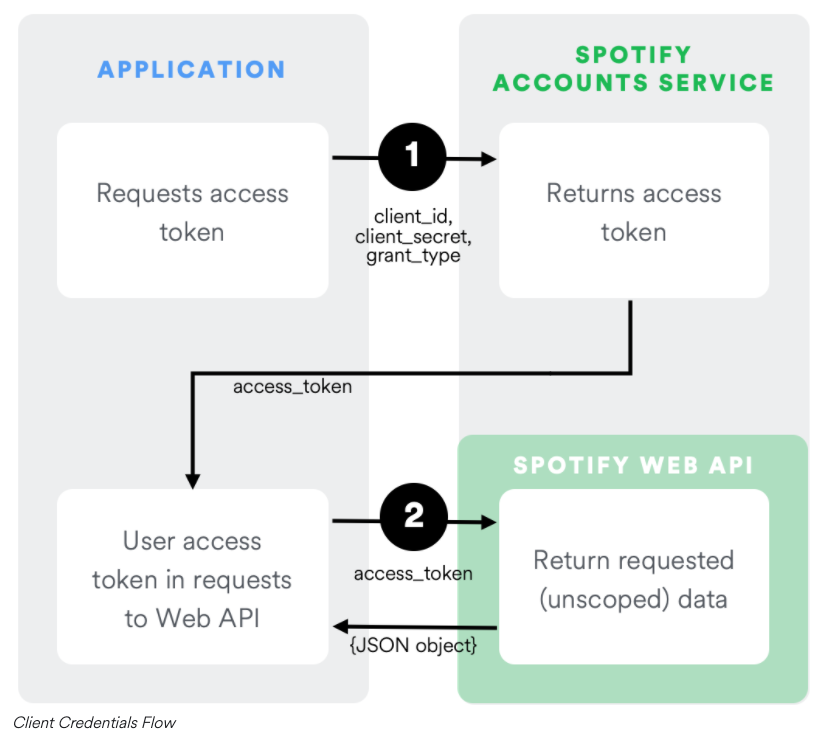 APPLICATION
SPOTIFY
ACCOUNTS SERVICE
Requests access
token
1
client_id,
client_secret,
grant_type
Returns access
token
access_token
SPOTIFY WEB API
User access
token in requests
to Web API
2
access_token
{JSON object}
Return requested
(unscoped) data
Client Credentials Flow